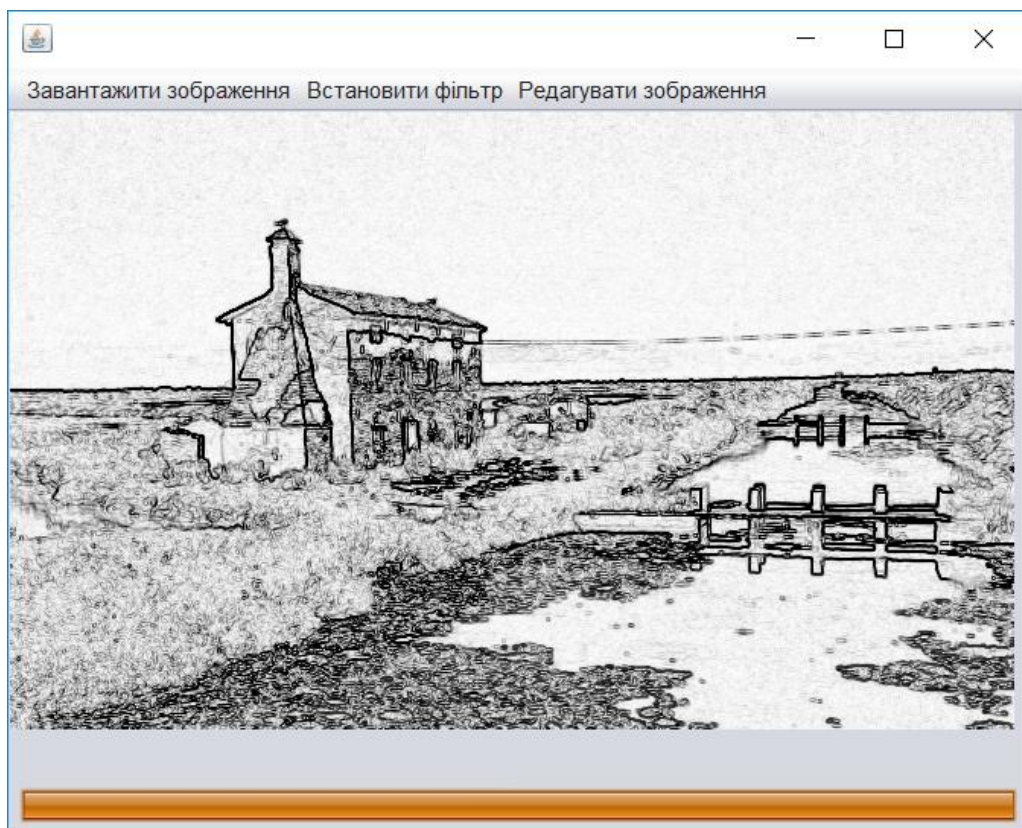 Завантажити зображення Встановити фільтр Редагувати зображення